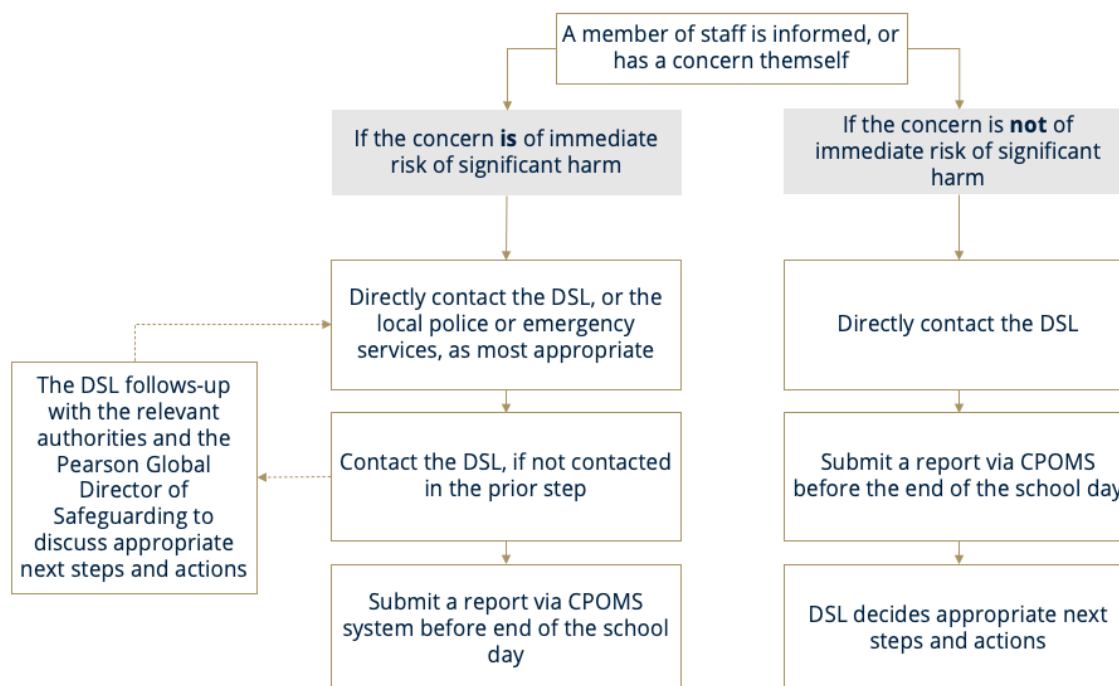 A member of staff is informed, or
has a concern themself
If the concern is of immediate
risk of significant harm
If the concern is not of
immediate risk of significant
harm
Directly contact the DSL, or the
local police or emergency
services, as most appropriate
Directly contact the DSL
The DSL follows-up
with the relevant
authorities and the
Pearson Global
Director of
Safeguarding to
discuss appropriate
next steps and actions
Contact the DSL, if not contacted
in the prior step
Submit a report via CPOMS
before the end of the school day
Submit a report via CPOMS
system before end of the school
day
DSL decides appropriate next
steps and actions